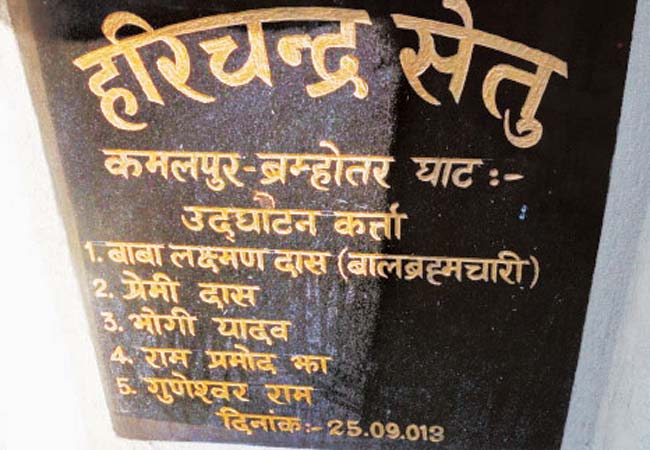 हरिचन्द्र सेतु
कमलपुर-ब्रम्होतर घाट :-
उद्घाटन कर्त्ता
1. बाबा लक्ष्मण दास (बालब्रह्मचारी)
2. प्रेमी दास
3. भोगी यादव
4. राम प्रमोद झा
5. गुणेश्वर राम
दिनांक:- 25.09.013